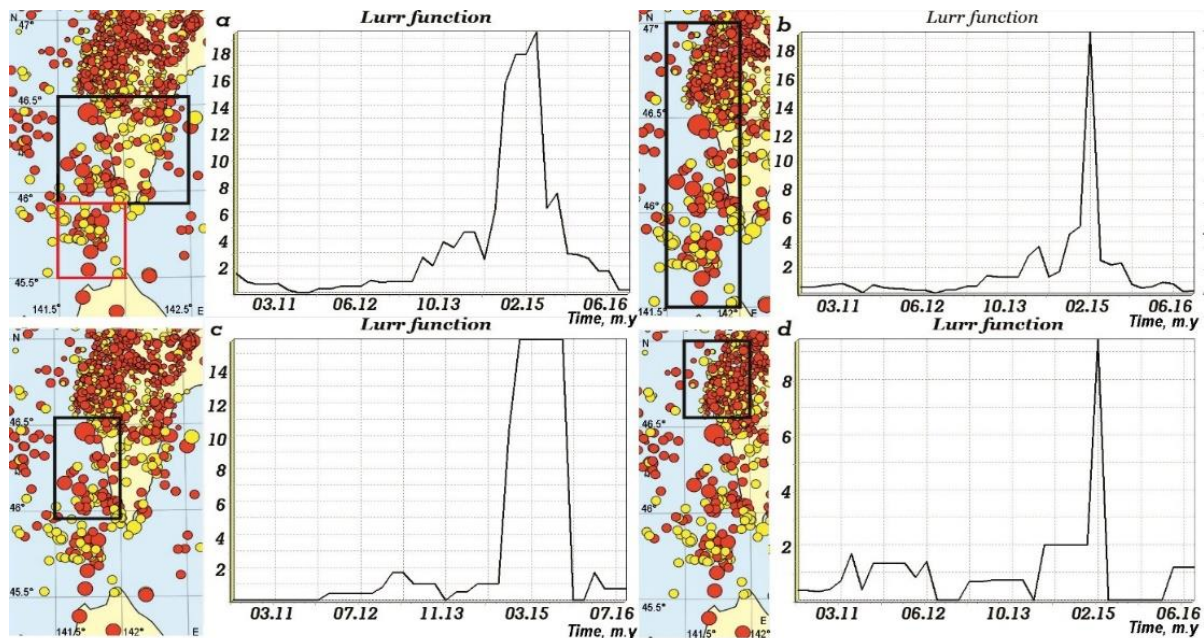 N
47°
46.5°
46°
45.5°
141.5°
142.5°
E
a
Lurr function
18
16
14
12
10
8
6
4
2
03.11 06.12 10.13 02.15 06.16
Time, m.y
N
47°
46.5°
46°
141.5°
142°
E
b
Lurr function
18
16
14
12
10
8
6
4
2
03.11 06.12 10.13 02.15 06.16
Time, m.y
N
46.5°
46°
45.5°
141.5°
142°
E
c
Lurr function
14
12
10
8
6
4
2
03.11 07.12 11.13 03.15 07.16
Time, m.y
N
46.5°
46°
45.5°
141.5°
142°
E
d
Lurr function
8
6
4
2
03.11 06.12 10.13 02.15 06.16
Time, m.y